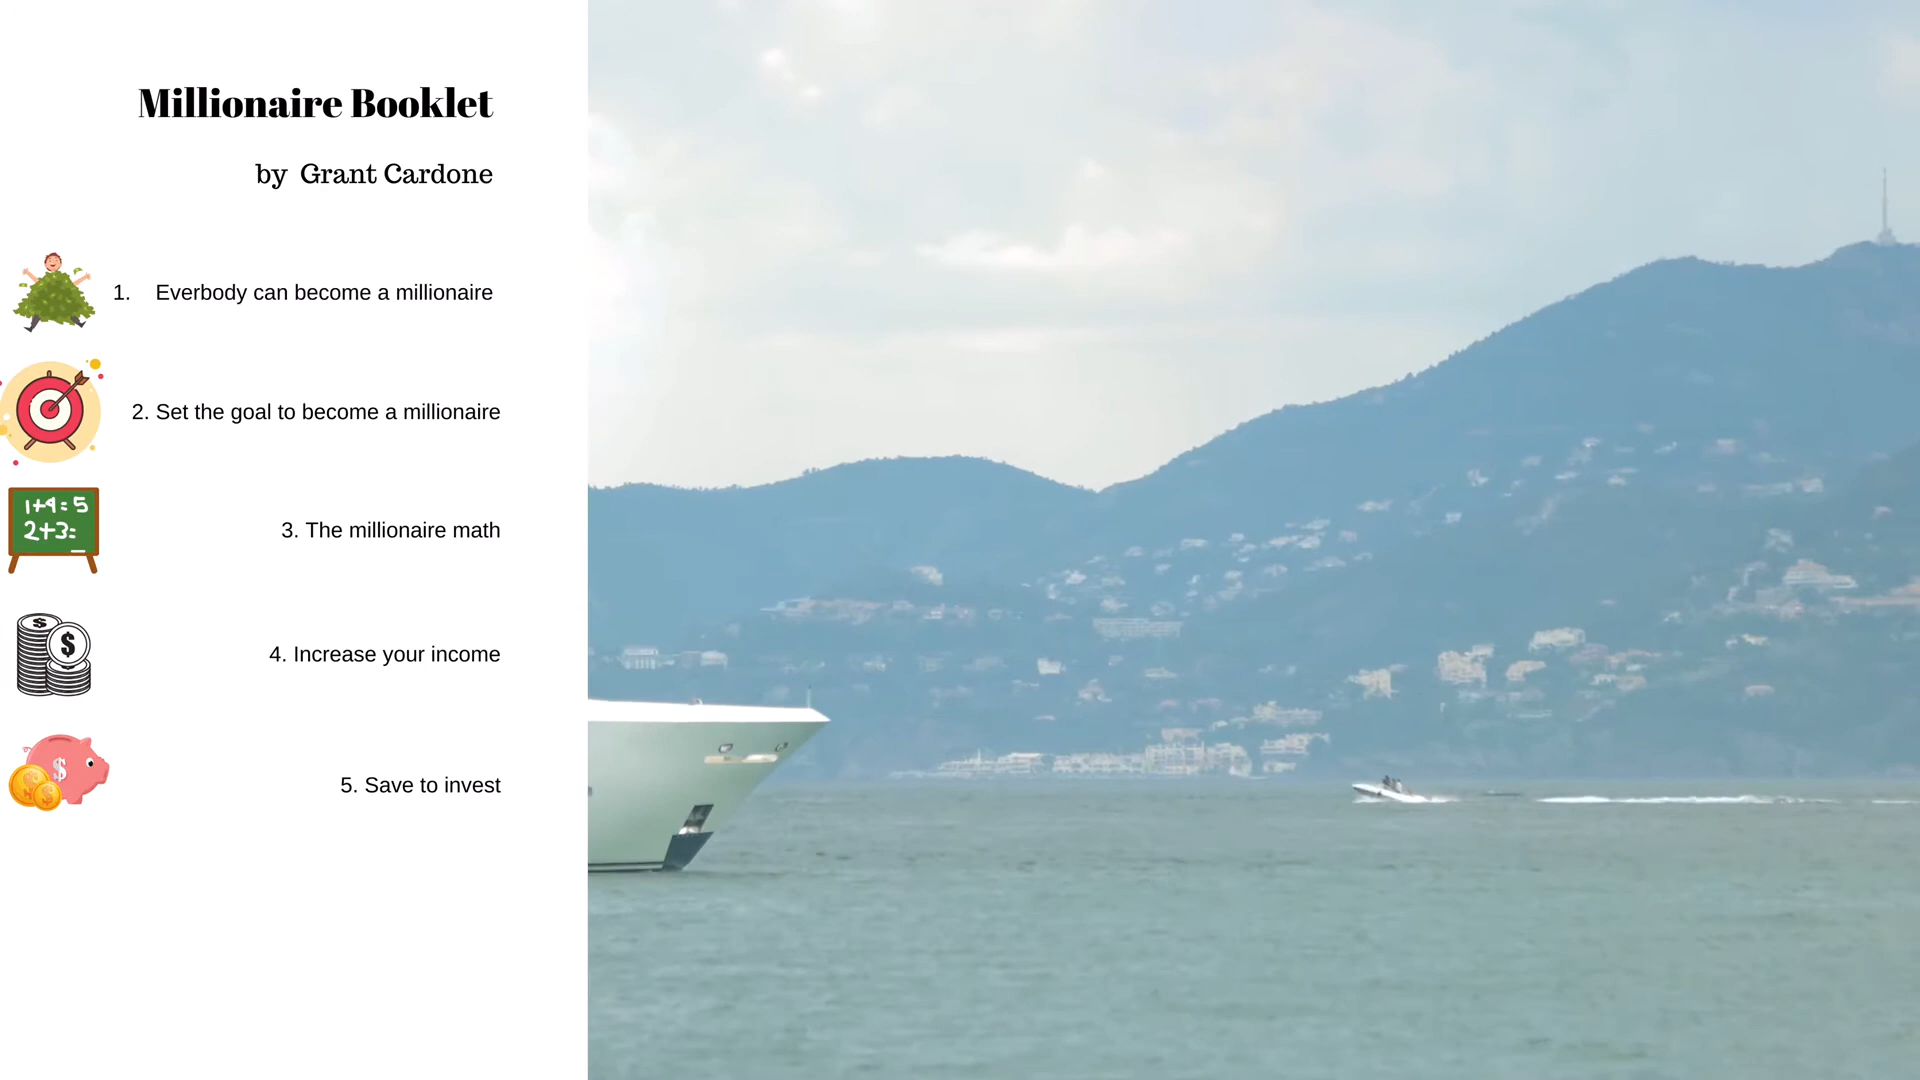 Millionaire Booklet
by Grant Cardone
1. Everbody can become a millionaire
2. Set the goal to become a millionaire
1+4=5
2+3=_
3. The millionaire math
$
$
4. Increase your income
$
5. Save to invest